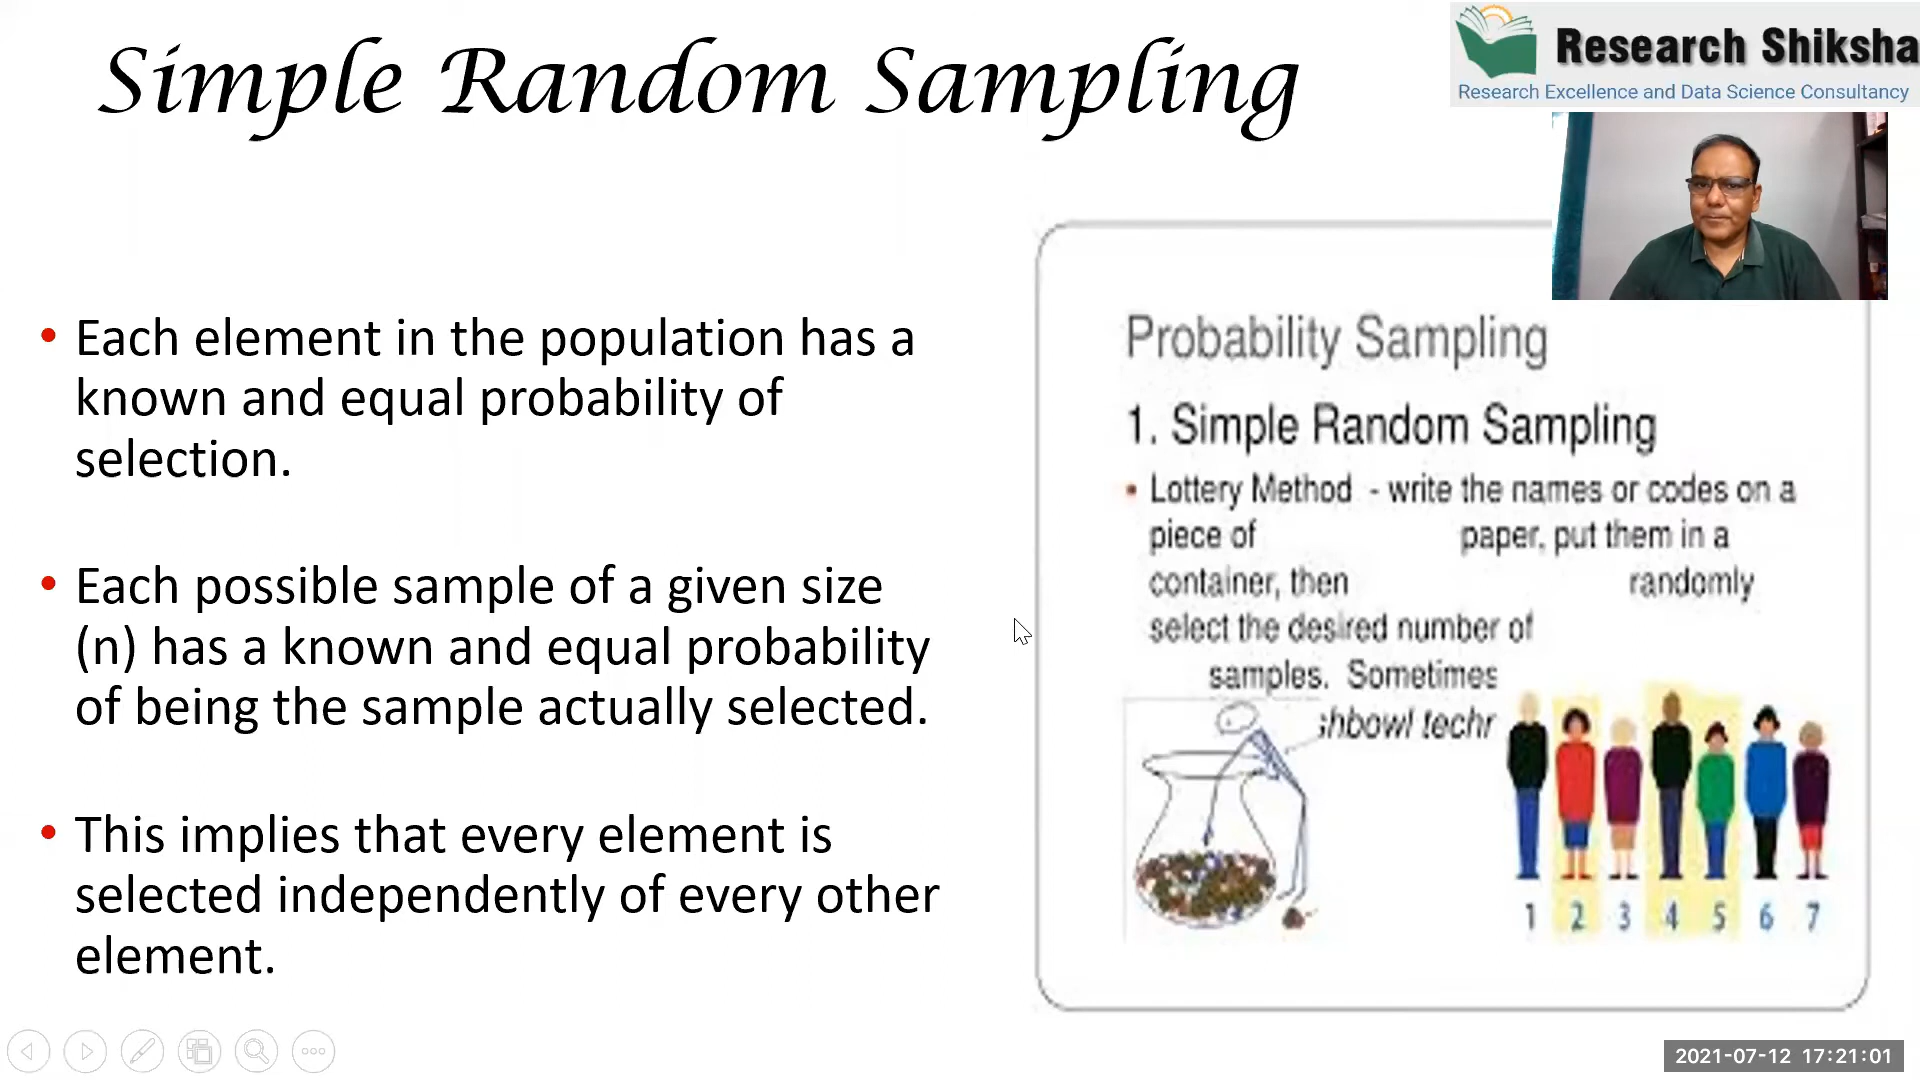 Simple Random Sampling
Research Shiksha
Research Excellence and Data Science Consultancy
• Each element in the population has a
known and equal probability of
selection.
• Each possible sample of a given size
(n) has a known and equal probability
of being the sample actually selected.
• This implies that every element is
selected independently of every other
element.
Probability Sampling
1. Simple Random Sampling
• Lottery Method - write the names or codes on a
piece of paper, put them in a
container, then randomly
select the desired number of
samples. Sometimes
shbowl techr
1 2 3 4 5 6 7
2021-07-12 17:21:01